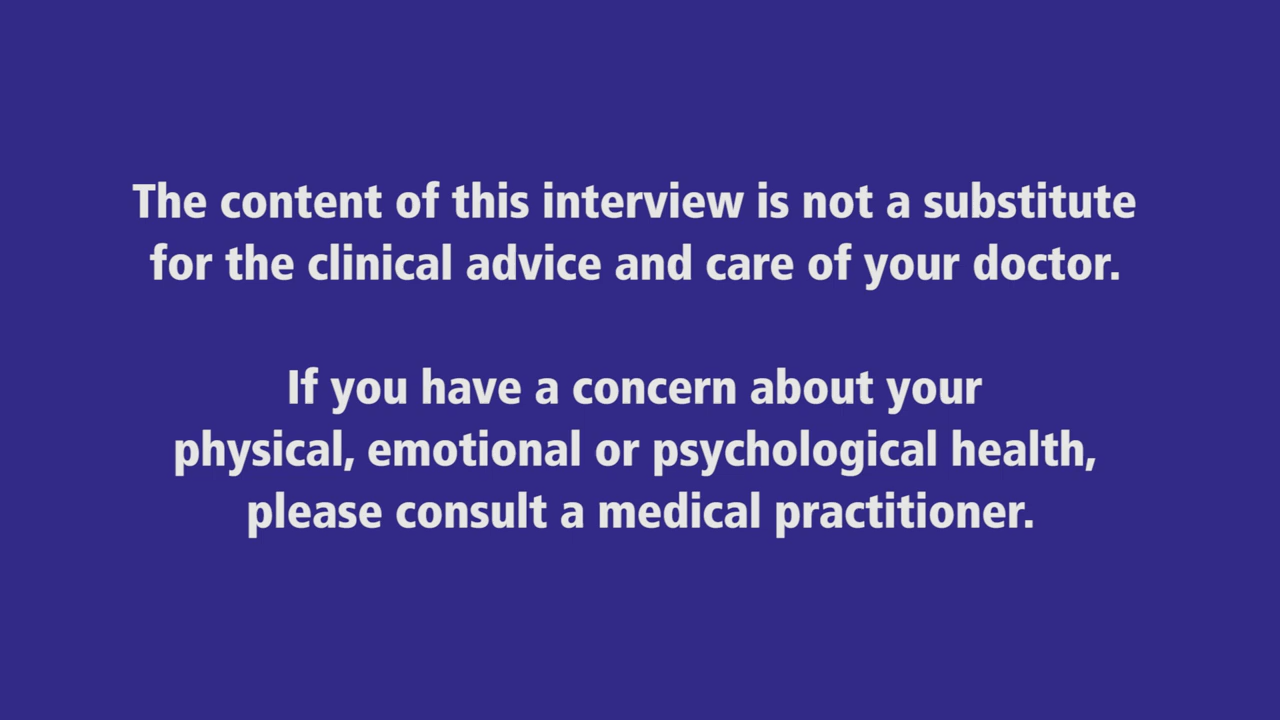 The content of this interview is not a substitute
for the clinical advice and care of your doctor.
If you have a concern about your
physical, emotional or psychological health,
please consult a medical practitioner.